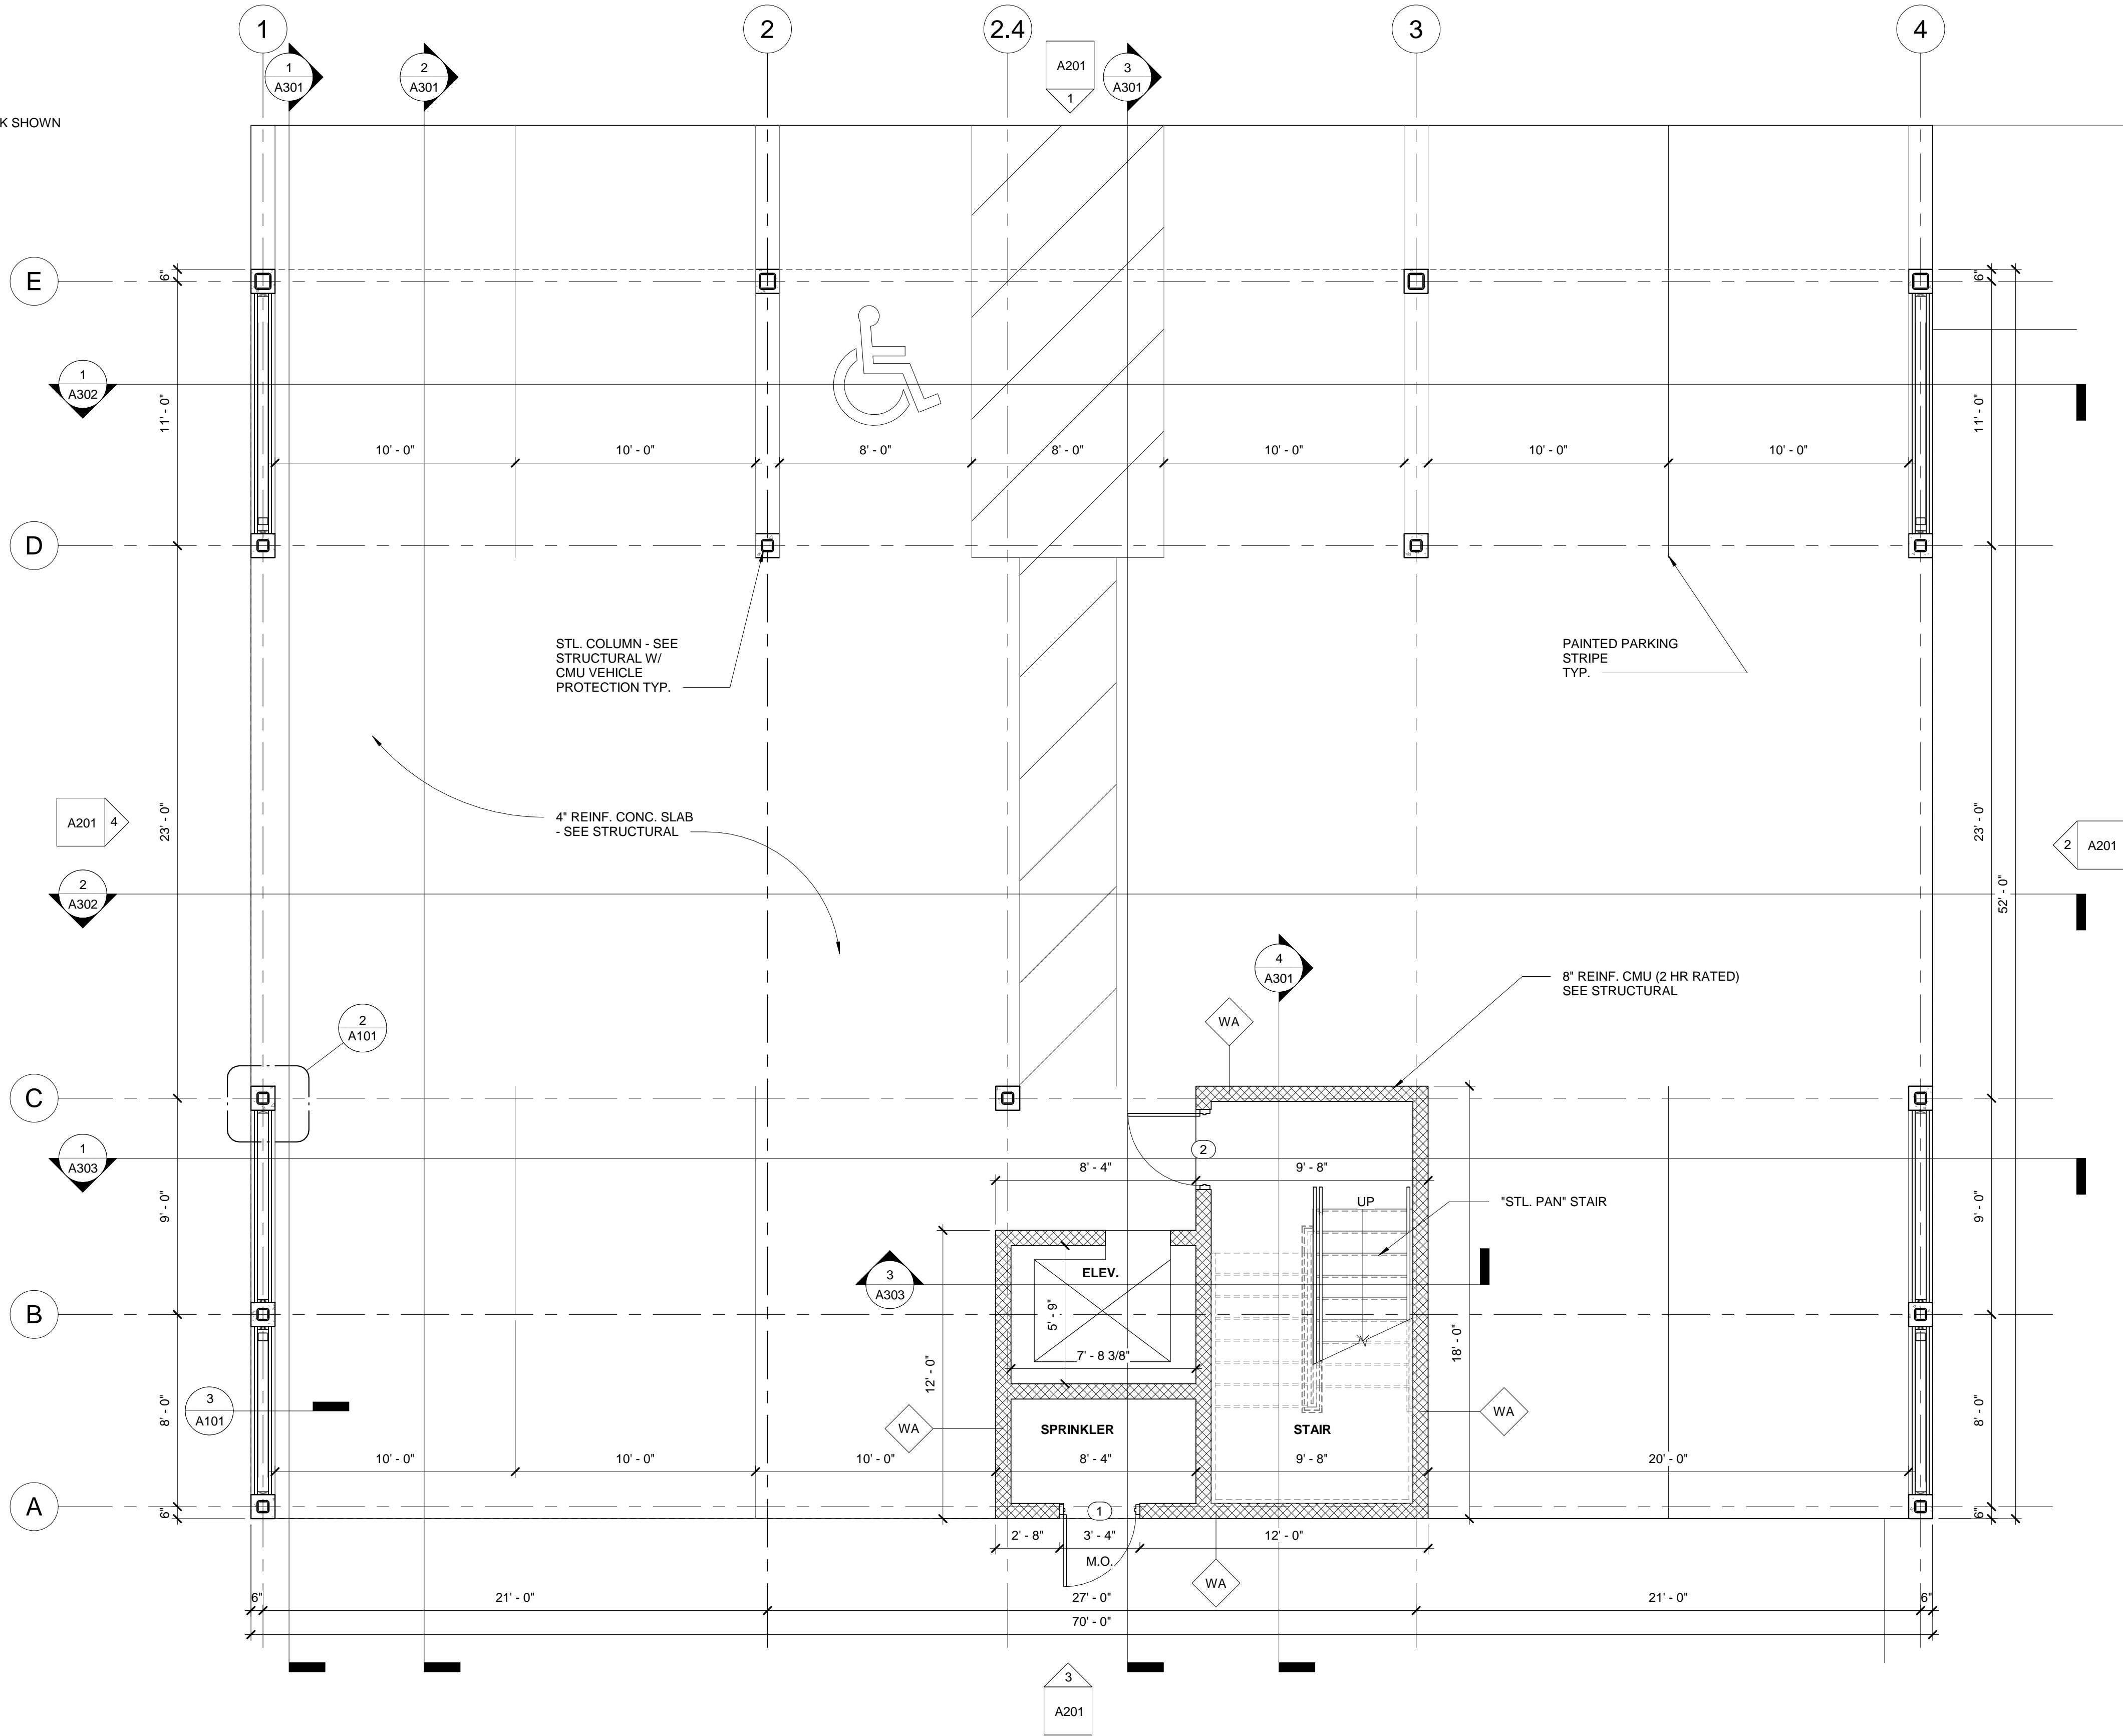 1
2
2.4
3
4
1
A301
2
A301
A201
1
3
A301
K SHOWN
E
6"
6"
1
A302
11' - 0"
11' - 0"
10' - 0"
10' - 0"
8' - 0"
8' - 0"
10' - 0"
10' - 0"
10' - 0"
D
STL. COLUMN - SEE
STRUCTURAL W/
CMU VEHICLE
PROTECTION TYP.
PAINTED PARKING
STRIPE
TYP.
A201
4
23' - 0"
4" REINF. CONC. SLAB
- SEE STRUCTURAL
23' - 0"
2
A201
2
A302
52' - 0"
4
A301
8" REINF. CMU (2 HR RATED)
SEE STRUCTURAL
2
A101
WA
C
1
A303
2
8' - 4"
9' - 8"
9' - 0"
UP
"STL. PAN" STAIR
9' - 0"
3
A303
ELEV.
B
5' - 9"
7' - 8 3/8"
18' - 0"
12' - 0"
3
A101
8' - 0"
WA
SPRINKLER
STAIR
WA
8' - 0"
10' - 0"
10' - 0"
10' - 0"
8' - 4"
9' - 8"
20' - 0"
A
6"
1
6"
2' - 8"
3' - 4"
12' - 0"
M.O.
WA
6"
21' - 0"
27' - 0"
21' - 0"
6"
70' - 0"
3
A201